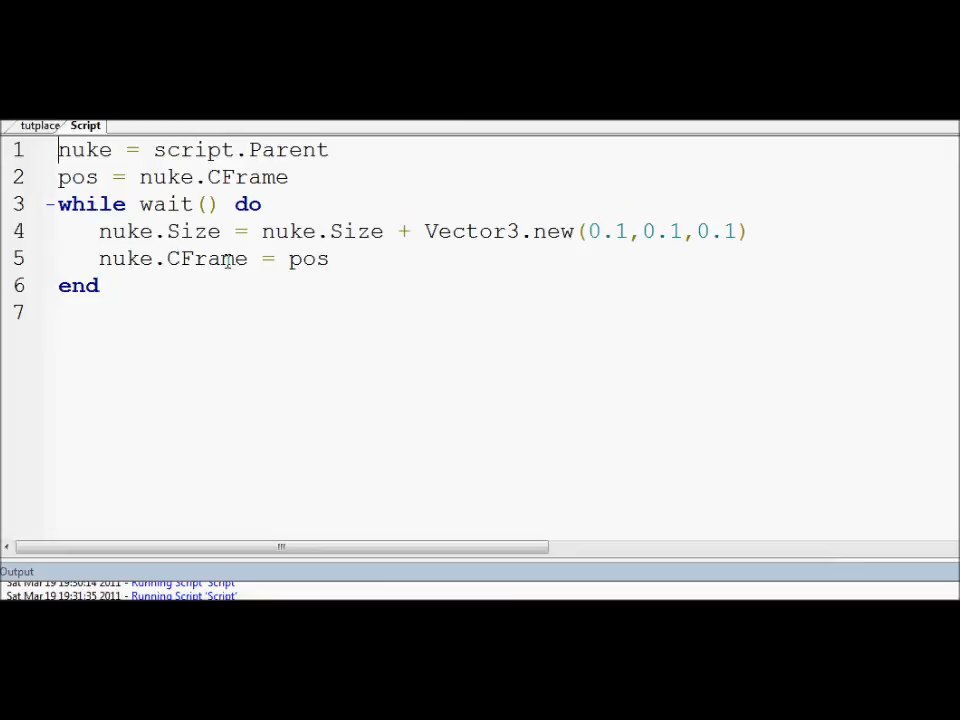 tutplace Script
1 nuke = script.Parent
2 pos = nuke.CFrame
3 -while wait() do
4 nuke.Size = nuke.Size + Vector3.new(0.1,0.1,0.1)
5 nuke.CFrame = pos
6 end
7
Output
Sat Mar 19 19:30:14 2011 - Running Script 'Script'
Sat Mar 19 19:31:35 2011 - Running Script 'Script'